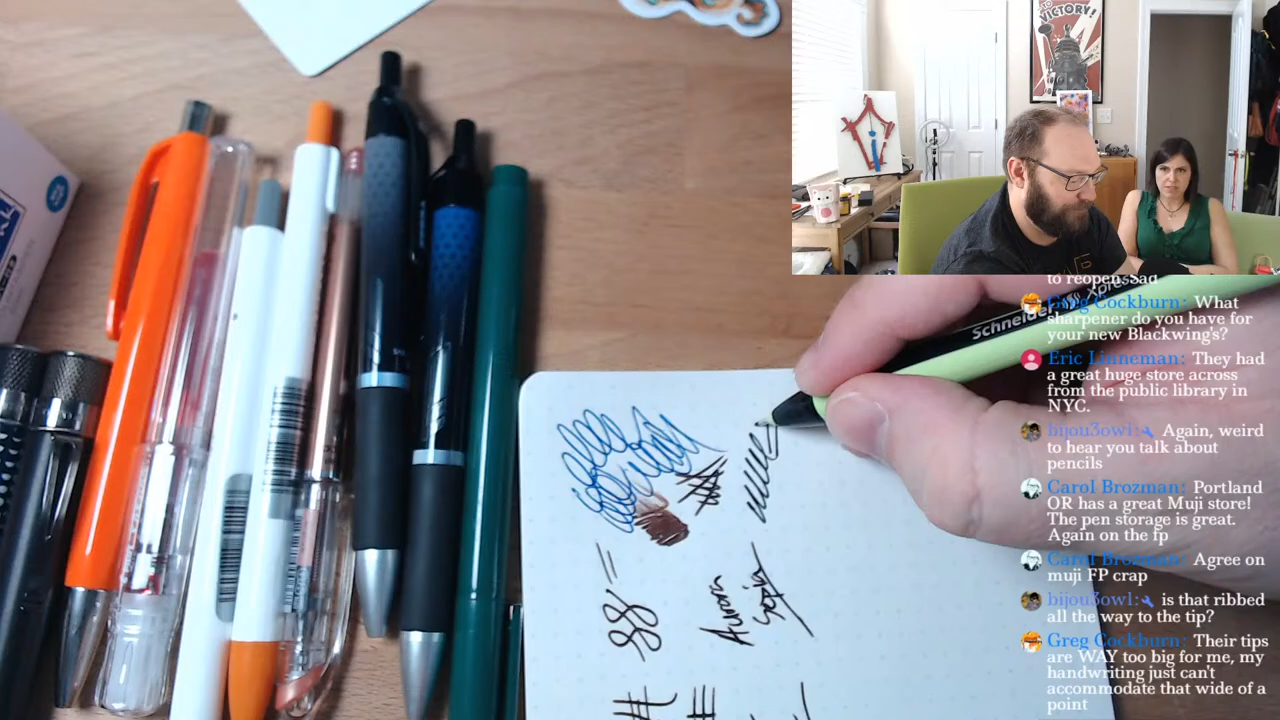 VICTORY!
Schneider
Xpress
to reopen. Sad
Greg Cockburn: What
sharpener do you have for
your new Blackwing's?
Eric Linneman: They had
a great huge store across
from the public library in
NYC.
bijou3owl: Again, weird
to hear you talk about
pencils
Carol Brozman: Portland
OR has a great Muji store!
The pen storage is great.
Again on the fp
Carol Brozman: Agree on
muji FP crap
bijou3owl: is that ribbed
all the way to the tip?
Greg Cockburn: Their tips
are WAY too big for me, my
handwriting just can't
accommodate that wide of a
point
Aurora
Sepia